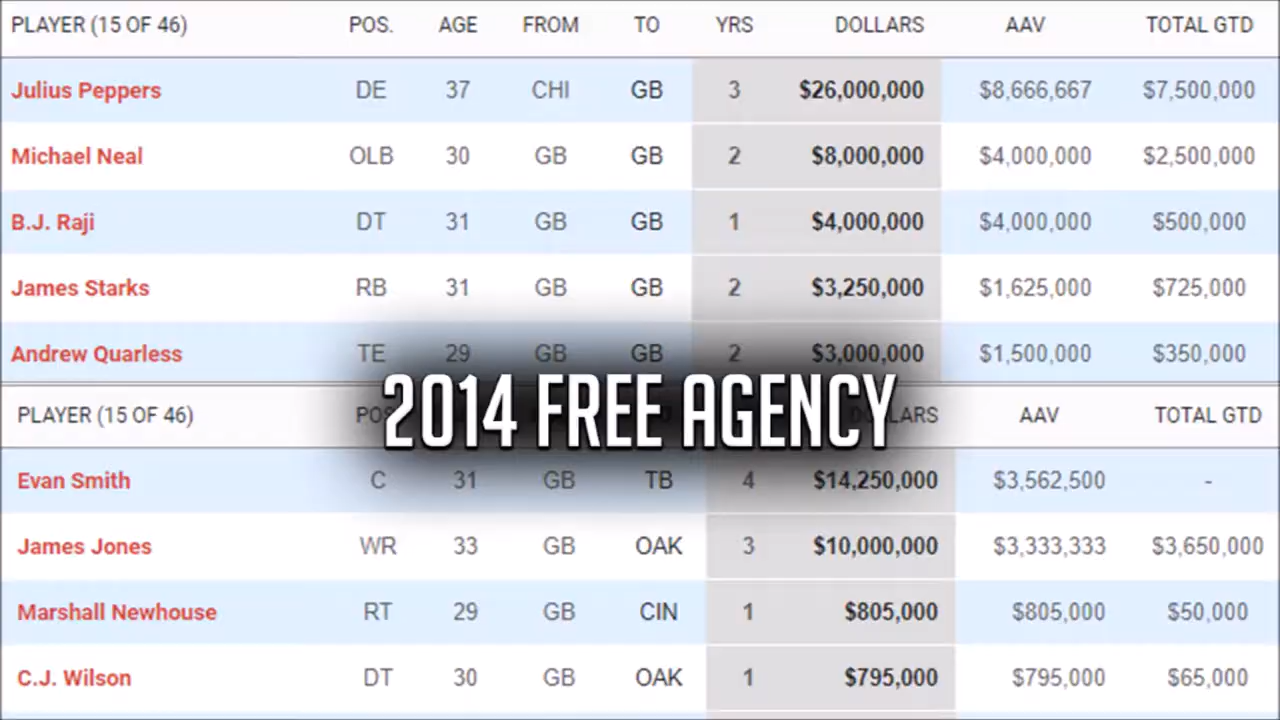 PLAYER (15 OF 46) POS. AGE FROM TO YRS DOLLARS AAV TOTAL GTD
Julius Peppers DE 37 CHI GB 3 $26,000,000 $8,666,667 $7,500,000
Michael Neal OLB 30 GB GB 2 $8,000,000 $4,000,000 $2,500,000
B.J. Raji DT 31 GB GB 1 $4,000,000 $4,000,000 $500,000
James Starks RB 31 GB GB 2 $3,250,000 $1,625,000 $725,000
Andrew Quarless TE 29 GB GB 2 $3,000,000 $1,500,000 $350,000
2014 FREE AGENCY
PLAYER (15 OF 46) DOLLARS AAV TOTAL GTD
Evan Smith C 31 GB TB 4 $14,250,000 $3,562,500 -
James Jones WR 33 GB OAK 3 $10,000,000 $3,333,333 $3,650,000
Marshall Newhouse RT 29 GB CIN 1 $805,000 $805,000 $50,000
C.J. Wilson DT 30 GB OAK 1 $795,000 $795,000 $65,000